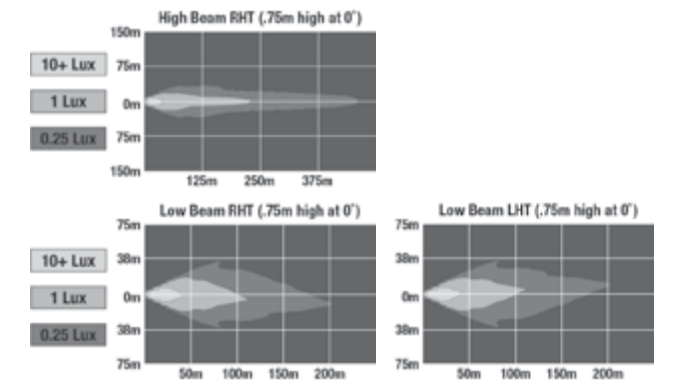 High Beam RHT (.75m high at 0°)
150m
10+ Lux
75m
1 Lux
0m
0.25 Lux
75m
150m
125m 250m 375m
Low Beam RHT (.75m high at 0°)
75m
10+ Lux
38m
1 Lux
0m
0.25 Lux
38m
75m
50m 100m 150m 200m
Low Beam LHT (.75m high at 0°)
75m
38m
0m
38m
75m
50m 100m 150m 200m